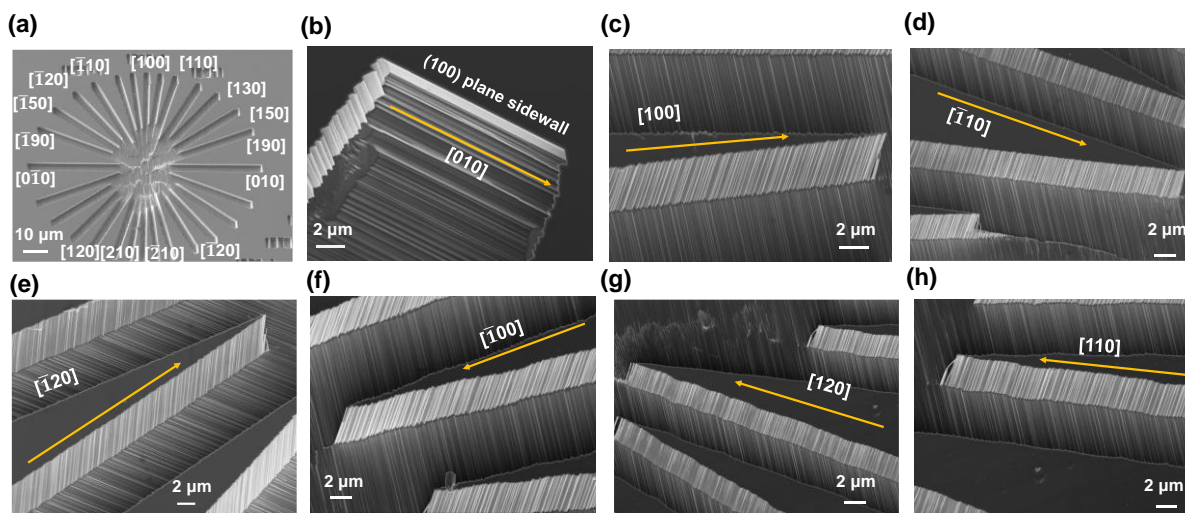 (a)
[1̅10]
[100]
[110]
[1̅20]
[130]
[1̅50]
[150]
[1̅90]
[190]
[01̅0]
[010]
10 μm
[120]
[210]
[2̅10]
[1̅20]
(b)
(100) plane sidewall
[010]
2 μm
(c)
[100]
2 μm
(d)
[1̅10]
2 μm
(e)
[1̅20]
2 μm
(f)
[1̅00]
2 μm
(g)
[120]
2 μm
(h)
[110]
2 μm